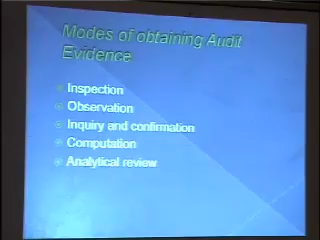 Modes of obtaining Audit
Evidence
Inspection
Observation
Inquiry and confirmation
Computation
Analytical review